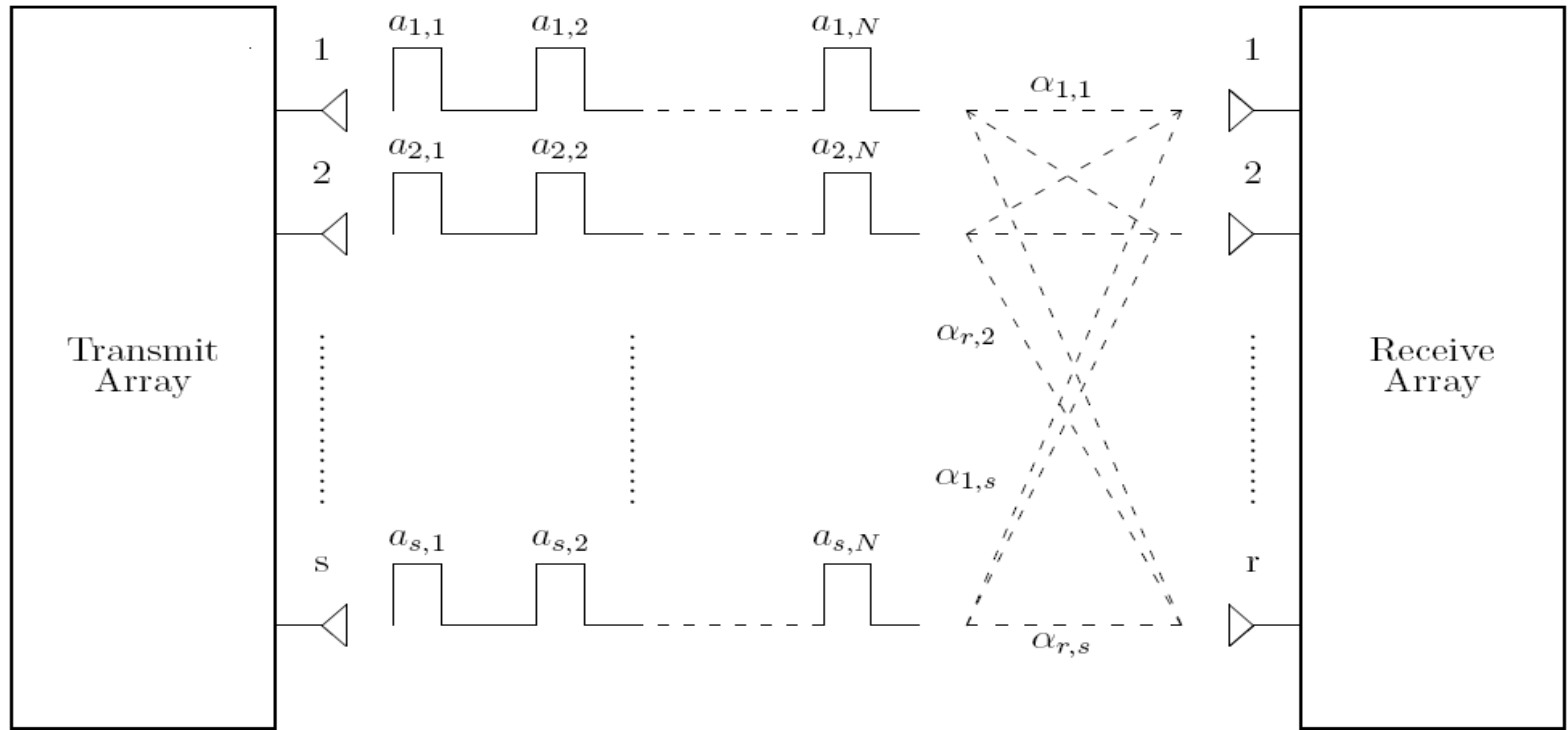 a_{1,1} a_{1,2} a_{1,N}
1 1
α_{1,1}
a_{2,1} a_{2,2} a_{2,N}
2 2
α_{r,2}
Transmit
Array
Receive
Array
α_{1,s}
a_{s,1} a_{s,2} a_{s,N}
s r
α_{r,s}